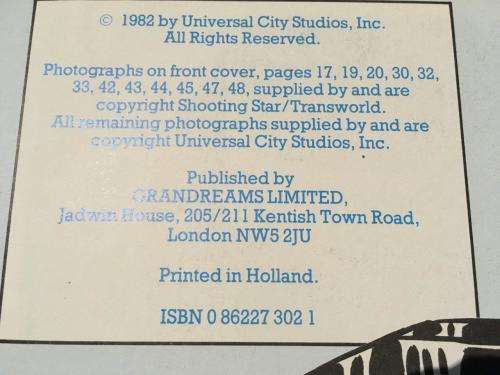 © 1982 by Universal City Studios, Inc.
All Rights Reserved.
Photographs on front cover, pages 17, 19, 20, 30, 32,
33, 42, 43, 44, 45, 47, 48, supplied by and are
copyright Shooting Star/Transworld.
All remaining photographs supplied by and are
copyright Universal City Studios, Inc.
Published by
GRANDREAMS LIMITED,
Jadwin House, 205/211 Kentish Town Road,
London NW5 2JU
Printed in Holland.
ISBN 0 86227 302 1